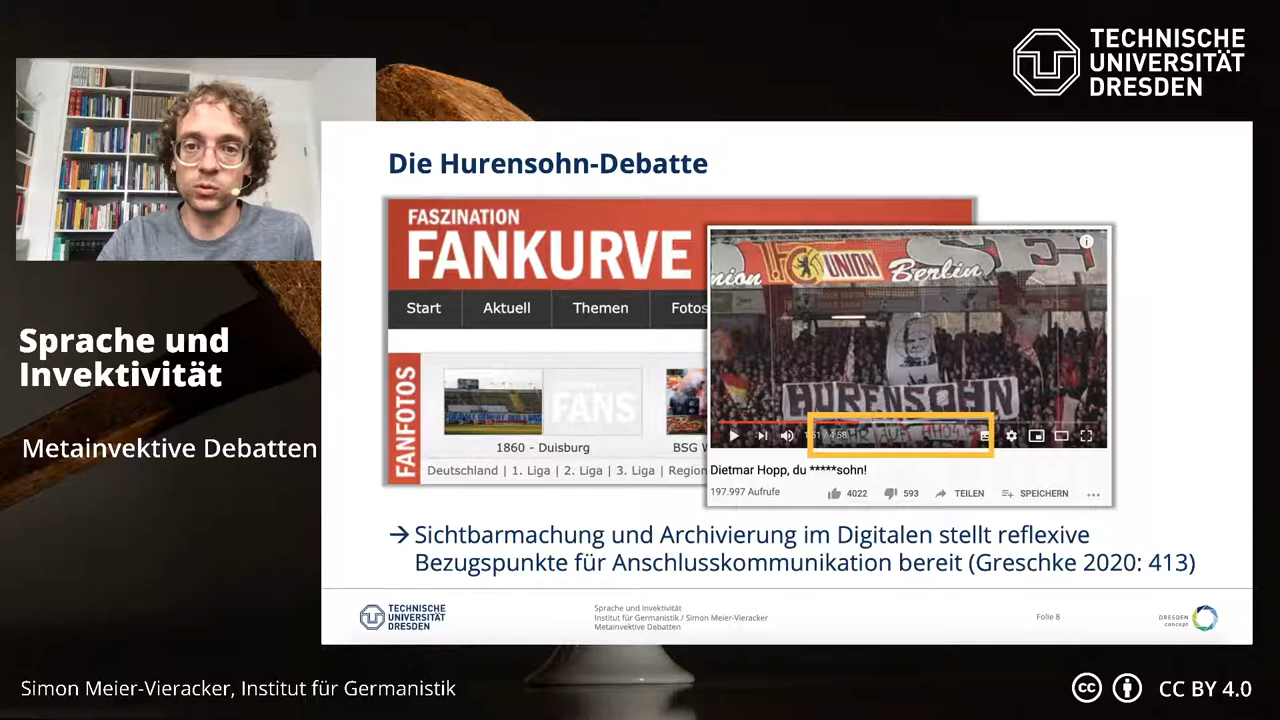 TECHNISCHE
UNIVERSITÄT
DRESDEN
Die Hurensohn-Debatte
FASZINATION
FANKURVE
Start
Aktuell
Themen
Fotos
FANFOTOS
FANS
1860 - Duisburg
BSG
Deutschland | 1. Liga | 2. Liga | 3. Liga | Region
UNION
Berlin
HURENSOHN
Dietmar Hopp, du *****sohn!
197.997 Aufrufe
4022
593
TEILEN
SPEICHERN
→ Sichtbarmachung und Archivierung im Digitalen stellt reflexive
Bezugspunkte für Anschlusskommunikation bereit (Greschke 2020: 413)
TECHNISCHE
UNIVERSITÄT
DRESDEN
Sprache und Invektivität
Institut für Germanistik / Simon Meier-Vieracker
Metainvektive Debatten
Folie 8
DRESDEN
concept
Sprache und
Invektivität
Metainvektive Debatten
Simon Meier-Vieracker, Institut für Germanistik
CC BY 4.0